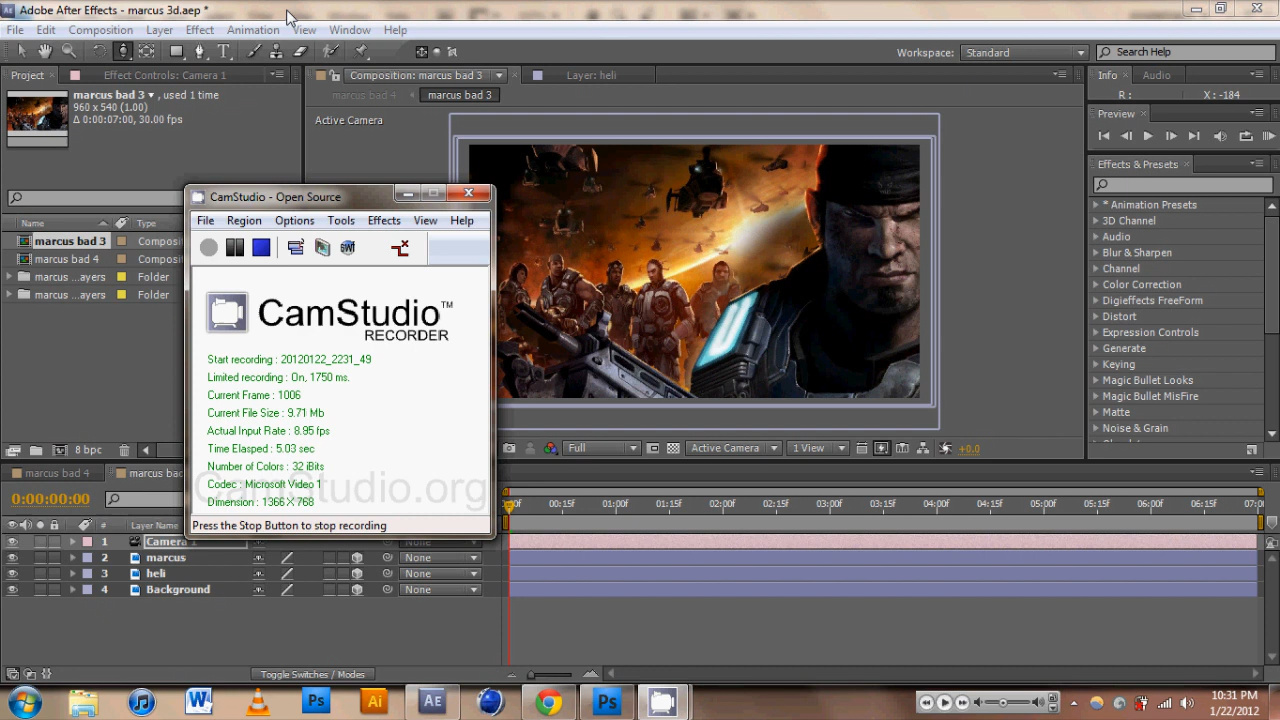 Adobe After Effects - marcus 3d.aep *
File Edit Composition Layer Effect Animation View Window Help
Workspace: Standard Search Help
Project Effect Controls: Camera 1
Composition: marcus bad 3
Layer: heli
Info Audio
marcus bad 3, used 1 time
960 x 540 (1.00)
Δ 0:00:07:00, 30.00 fps
marcus bad 4 marcus bad 3
Active Camera
R : X : -184
Preview
Effects & Presets
* Animation Presets
3D Channel
Audio
Blur & Sharpen
Channel
Color Correction
Digieffects FreeForm
Distort
Expression Controls
Generate
Keying
Magic Bullet Looks
Magic Bullet MisFire
Matte
Noise & Grain
Name Type
marcus bad 3 Composi
marcus bad 4 Composi
marcus ...ayers Folder
marcus ...ayers Folder
8 bpc
CamStudio - Open Source
File Region Options Tools Effects View Help
SWF
CamStudio™
RECORDER
Start recording : 20120122_2231_49
Limited recording : On, 1750 ms.
Current Frame : 1006
Current File Size : 9.71 Mb
Actual Input Rate : 8.95 fps
Time Elasped : 5.03 sec
Number of Colors : 32 iBits
Codec : Microsoft Video 1
Dimension : 1366 X 768
CamStudio.org
Press the Stop Button to stop recording
Full Active Camera 1 View +0.0
marcus bad 4 marcus bad
0:00:00:00
00:15f 01:00f 01:15f 02:00f 02:15f 03:00f 03:15f 04:00f 04:15f 05:00f 05:15f 06:00f 06:15f 07:0
# Layer Name
1 Camera 1 None
2 marcus None
3 heli None
4 Background None
Toggle Switches / Modes
Ps Ai AE Ps
10:31 PM
1/22/2012